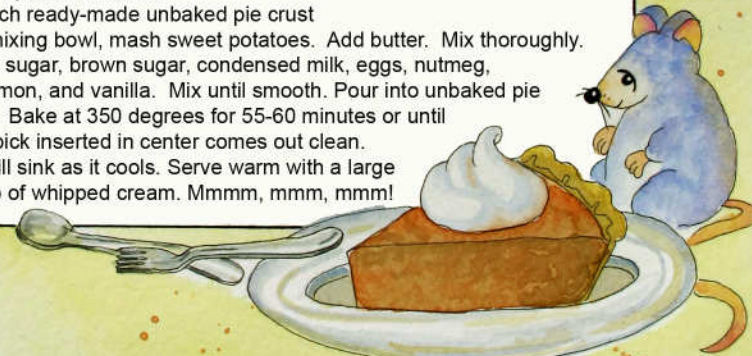 ch ready-made unbaked pie crust
ixing bowl, mash sweet potatoes.  Add butter.  Mix thoroughly.
sugar, brown sugar, condensed milk, eggs, nutmeg,
mon, and vanilla.  Mix until smooth. Pour into unbaked pie
Bake at 350 degrees for 55-60 minutes or until
pick inserted in center comes out clean.
ll sink as it cools. Serve warm with a large
of whipped cream. Mmmm, mmm, mmm!